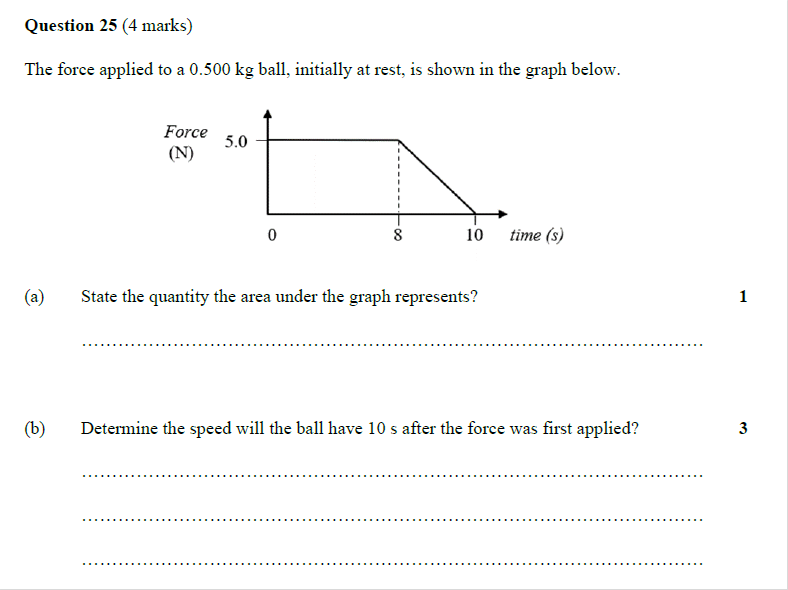 Question 25 (4 marks)
The force applied to a 0.500 kg ball, initially at rest, is shown in the graph below.
Force
(N)
5.0
0
8
10
time (s)
(a) State the quantity the area under the graph represents? 1
(b) Determine the speed will the ball have 10 s after the force was first applied? 3